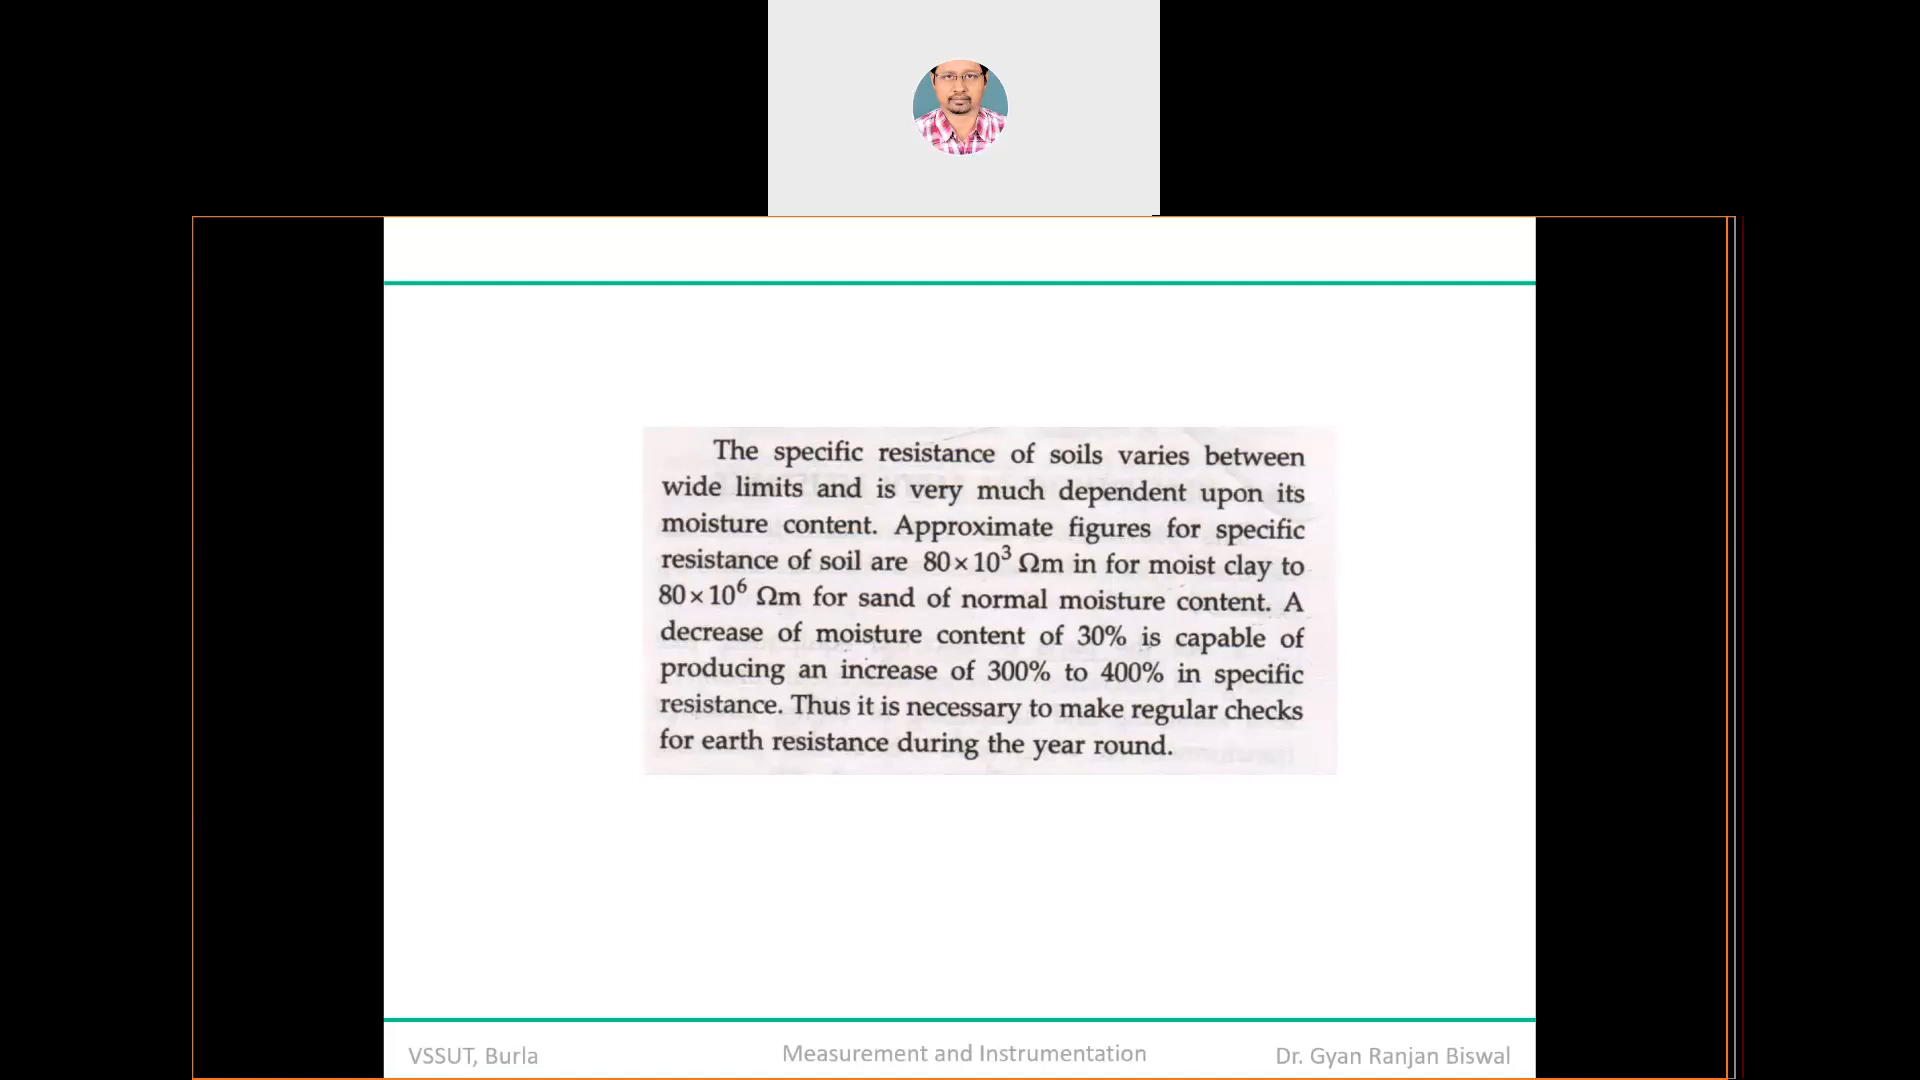 The specific resistance of soils varies between
wide limits and is very much dependent upon its
moisture content. Approximate figures for specific
resistance of soil are 80×10³ Ωm in for moist clay to
80×10⁶ Ωm for sand of normal moisture content. A
decrease of moisture content of 30% is capable of
producing an increase of 300% to 400% in specific
resistance. Thus it is necessary to make regular checks
for earth resistance during the year round.
VSSUT, Burla
Measurement and Instrumentation
Dr. Gyan Ranjan Biswal